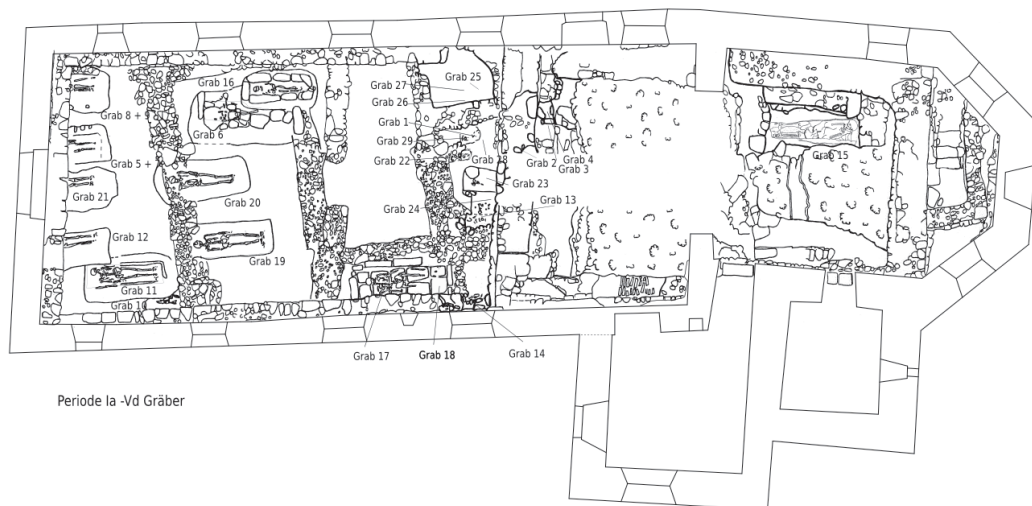 Grab 16
Grab 27
Grab 25
Grab 26
Grab 8 + 9
Grab 1
Grab 6
Grab 29
Grab 22
Grab 2
Grab 4
Grab 5 +
Grab 3
Grab 15
Grab 23
Grab 21
Grab 20
Grab 24
Grab 13
Grab 12
Grab 19
Grab 11
Grab 10
Grab 17
Grab 18
Grab 14
Periode Ia -Vd Gräber